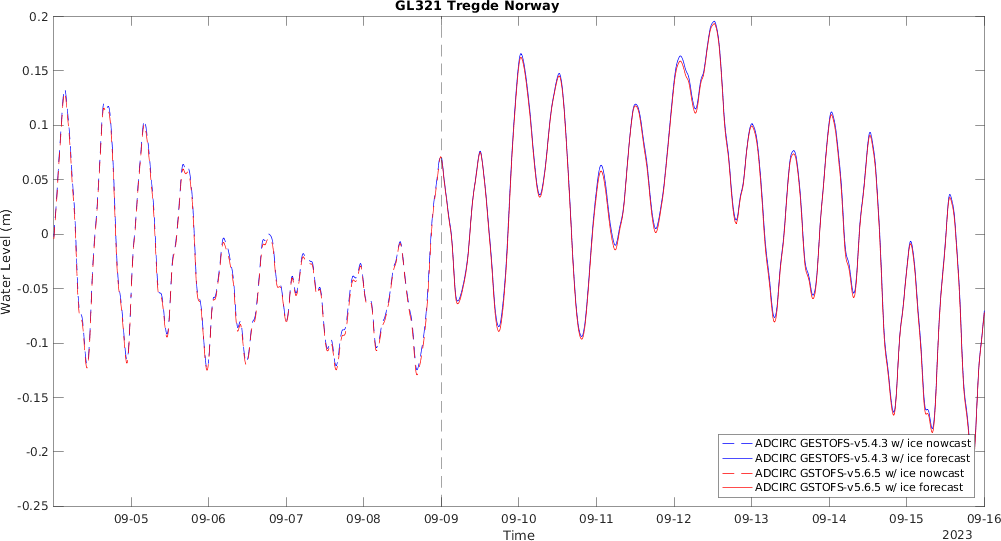 GL321 Tregde Norway
0.2
0.15
0.1
0.05
0
-0.05
-0.1
-0.15
-0.2
-0.25
Water Level (m)
ADCIRC GESTOFS-v5.4.3 w/ ice nowcast
ADCIRC GESTOFS-v5.4.3 w/ ice forecast
ADCIRC GSTOFS-v5.6.5 w/ ice nowcast
ADCIRC GSTOFS-v5.6.5 w/ ice forecast
09-05 09-06 09-07 09-08 09-09 09-10 09-11 09-12 09-13 09-14 09-15 09-16
Time
2023